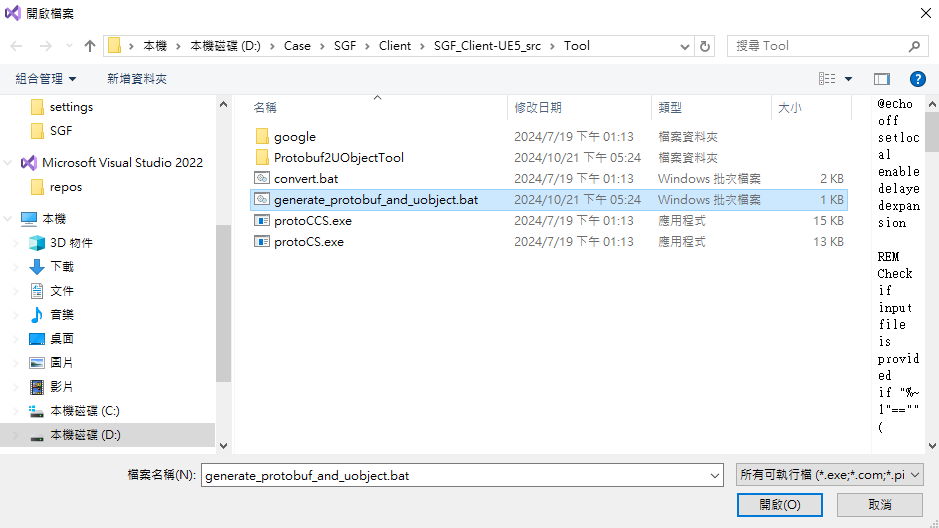 開啟檔案
本機 › 本機磁碟 (D:) › Case › SGF › Client › SGF_Client-UE5_src › Tool
搜尋 Tool
組合管理 新增資料夾
settings
SGF
Microsoft Visual Studio 2022
repos
本機
3D 物件
下載
文件
音樂
桌面
圖片
影片
本機磁碟 (C:)
本機磁碟 (D:)
名稱 修改日期 類型 大小
google 2024/7/19 下午 01:13 檔案資料夾
Protobuf2UObjectTool 2024/10/21 下午 05:24 檔案資料夾
convert.bat 2024/7/19 下午 01:13 Windows 批次檔案 2 KB
generate_protobuf_and_uobject.bat 2024/10/21 下午 05:24 Windows 批次檔案 1 KB
protoCCS.exe 2024/7/19 下午 01:13 應用程式 15 KB
protoCS.exe 2024/7/19 下午 01:13 應用程式 13 KB
@echo
off
setloc
al
enable
delaye
dexpan
sion
REM
Check
if
input
file
is
provid
ed
if "%~
1"==""
(
檔案名稱(N): generate_protobuf_and_uobject.bat
所有可執行檔 (*.exe;*.com;*.pi
開啟(O) 取消